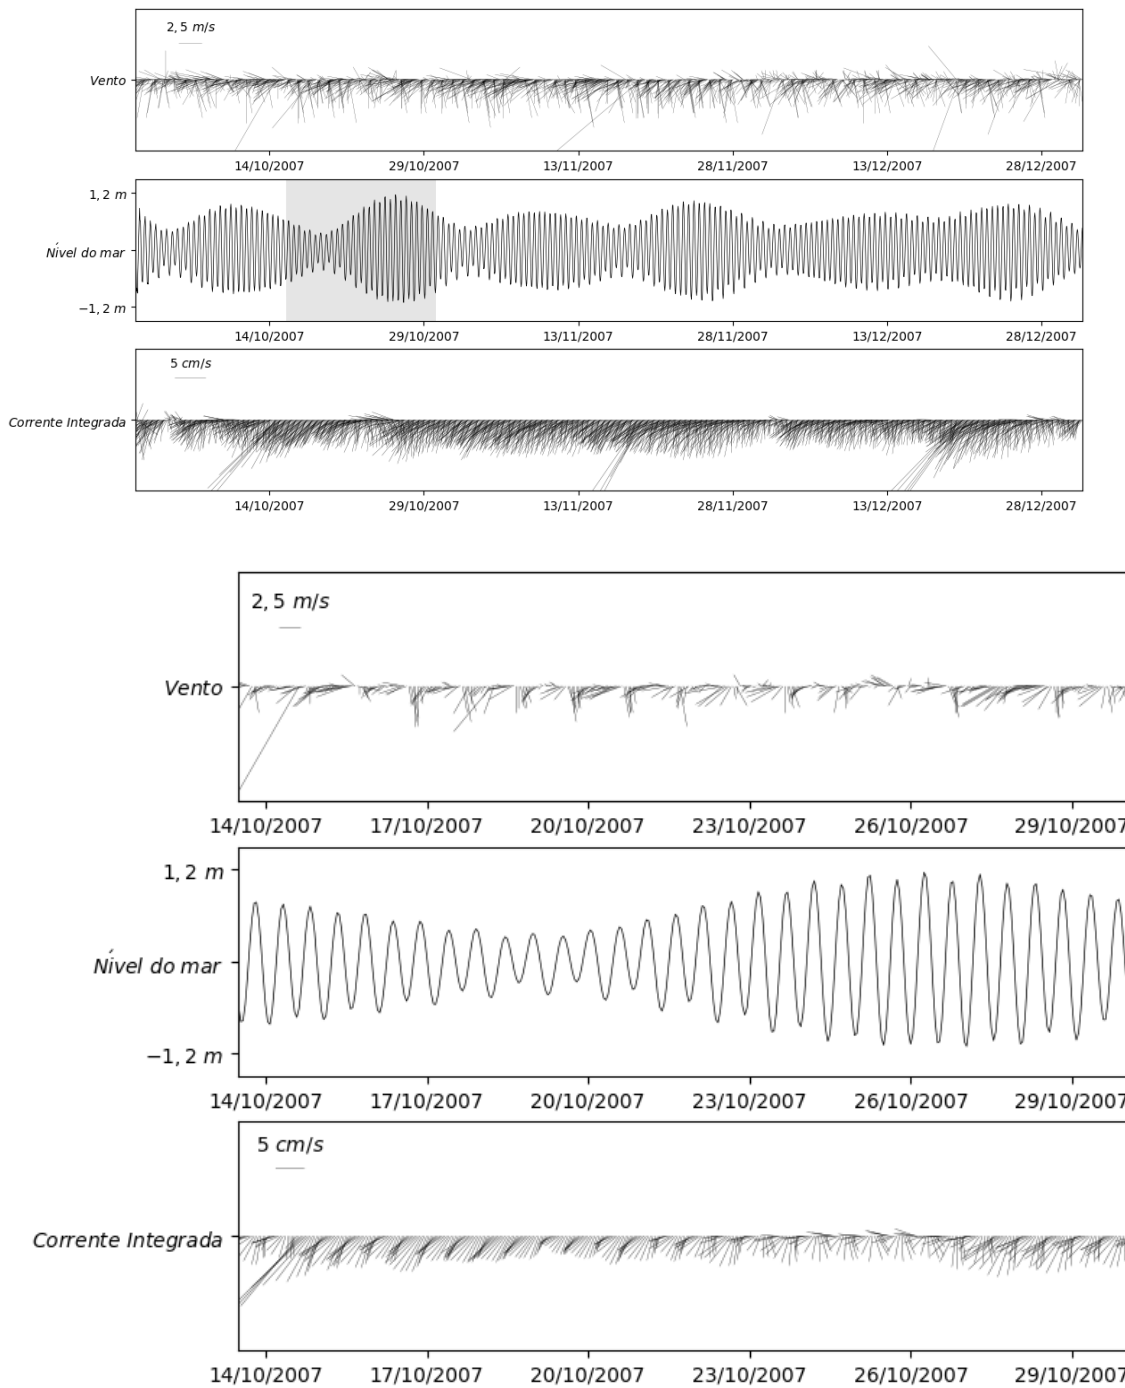 2, 5 m/s
Vento
14/10/2007 29/10/2007 13/11/2007 28/11/2007 13/12/2007 28/12/2007
1, 2 m
Nível do mar
−1, 2 m
14/10/2007 29/10/2007 13/11/2007 28/11/2007 13/12/2007 28/12/2007
5 cm/s
Corrente Integrada
14/10/2007 29/10/2007 13/11/2007 28/11/2007 13/12/2007 28/12/2007
2, 5 m/s
Vento
14/10/2007 17/10/2007 20/10/2007 23/10/2007 26/10/2007 29/10/2007
1, 2 m
Nível do mar
−1, 2 m
14/10/2007 17/10/2007 20/10/2007 23/10/2007 26/10/2007 29/10/2007
5 cm/s
Corrente Integrada
14/10/2007 17/10/2007 20/10/2007 23/10/2007 26/10/2007 29/10/2007